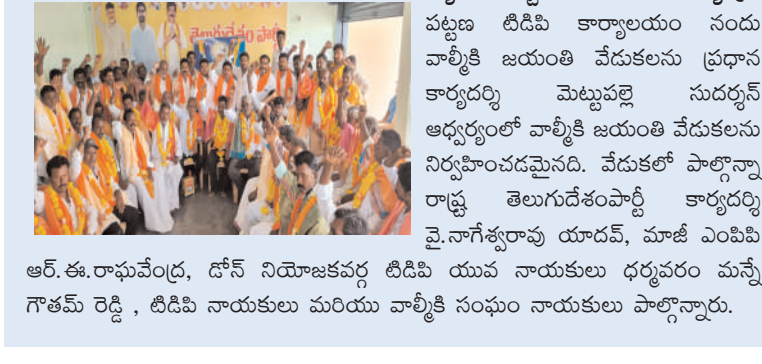 తెలుగుదేశం పార్టీ
పట్టణ టిడిపి కార్యాలయం నందు
వాల్మీకి జయంతి వేడుకలను ప్రధాన
కార్యదర్శి మెట్టుపల్లె సుదర్శన్
ఆధ్వర్యంలో వాల్మీకి జయంతి వేడుకలను
నిర్వహించడమైనది. వేడుకలో పాల్గొన్నా
రాష్ట్ర తెలుగుదేశంపార్టీ కార్యదర్శి
వై.నాగేశ్వరావు యాదవ్, మాజీ ఎంపిపి
ఆర్.ఈ.రాఘవేంద్ర, డోన్ నియోజకవర్గ టిడిపి యువ నాయకులు ధర్మవరం మన్నే
గౌతమ్ రెడ్డి , టిడిపి నాయకులు మరియు వాల్మీకి సంఘం నాయకులు పాల్గొన్నారు.